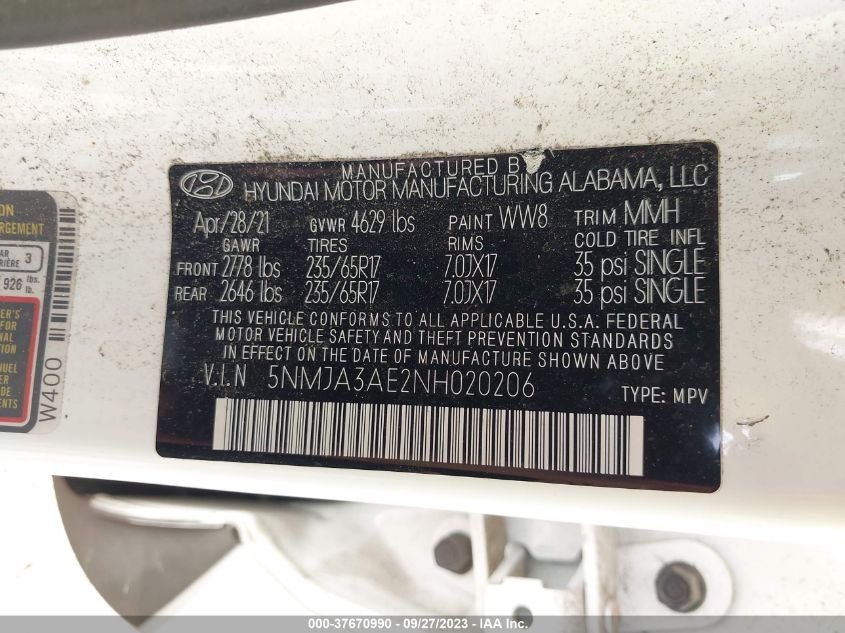 MANUFACTURED BY
HYUNDAI MOTOR MANUFACTURING ALABAMA, LLC
Apr/28/21 GVWR 4629 lbs PAINT WW8 TRIM MMH
GAWR TIRES RIMS COLD TIRE INFL
FRONT 2778 lbs 235/65R17 7.0JX17 35 psi SINGLE
REAR 2646 lbs 235/65R17 7.0JX17 35 psi SINGLE
THIS VEHICLE CONFORMS TO ALL APPLICABLE U.S.A. FEDERAL
MOTOR VEHICLE SAFETY AND THEFT PREVENTION STANDARDS
IN EFFECT ON THE DATE OF MANUFACTURE SHOWN ABOVE
V.I.N 5NMJA3AE2NH020206 TYPE: MPV
3
926 lbs.
lb.
W400
000-37670990 - 09/27/2023 - IAA Inc.